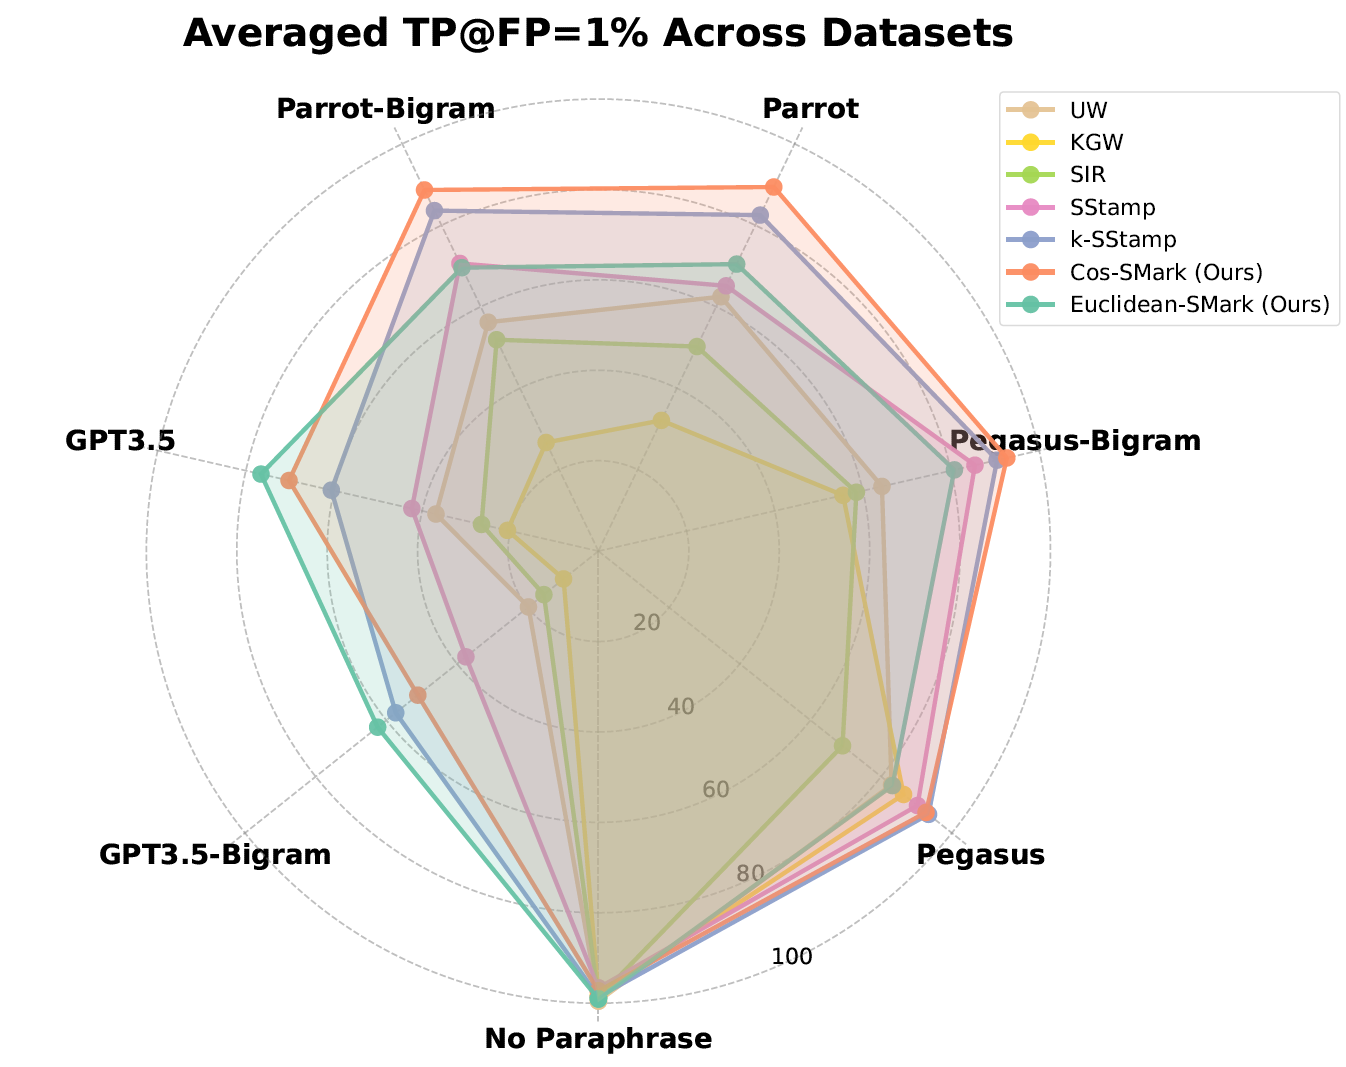 Averaged TP@FP=1% Across Datasets
Parrot-Bigram
Parrot
UW
KGW
SIR
SStamp
k-SStamp
Cos-SMark (Ours)
Euclidean-SMark (Ours)
GPT3.5
Pegasus-Bigram
20
40
60
80
100
GPT3.5-Bigram
Pegasus
No Paraphrase